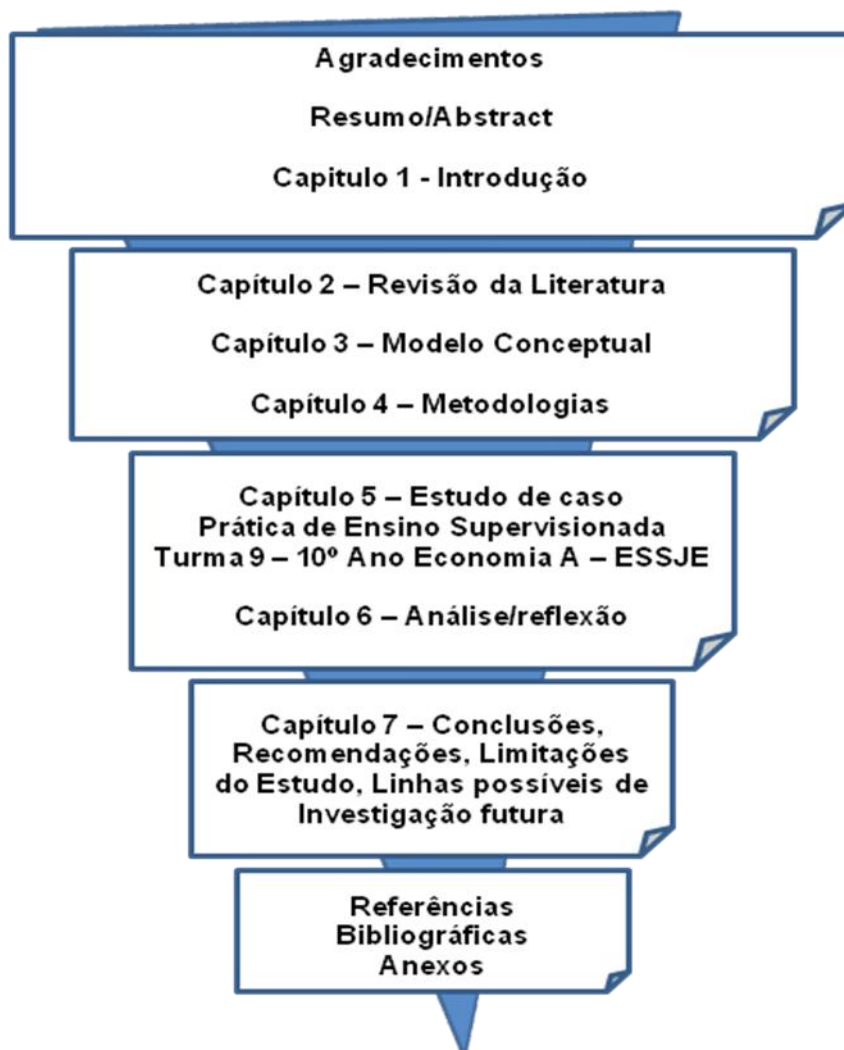 Agradecimentos
Resumo/Abstract
Capitulo 1 - Introdução
Capítulo 2 – Revisão da Literatura
Capítulo 3 – Modelo Conceptual
Capítulo 4 – Metodologias
Capítulo 5 – Estudo de caso
Prática de Ensino Supervisionada
Turma 9 – 10º Ano Economia A – ESSJE
Capítulo 6 – Análise/reflexão
Capítulo 7 – Conclusões,
Recomendações, Limitações
do Estudo, Linhas possíveis de
Investigação futura
Referências
Bibliográficas
Anexos